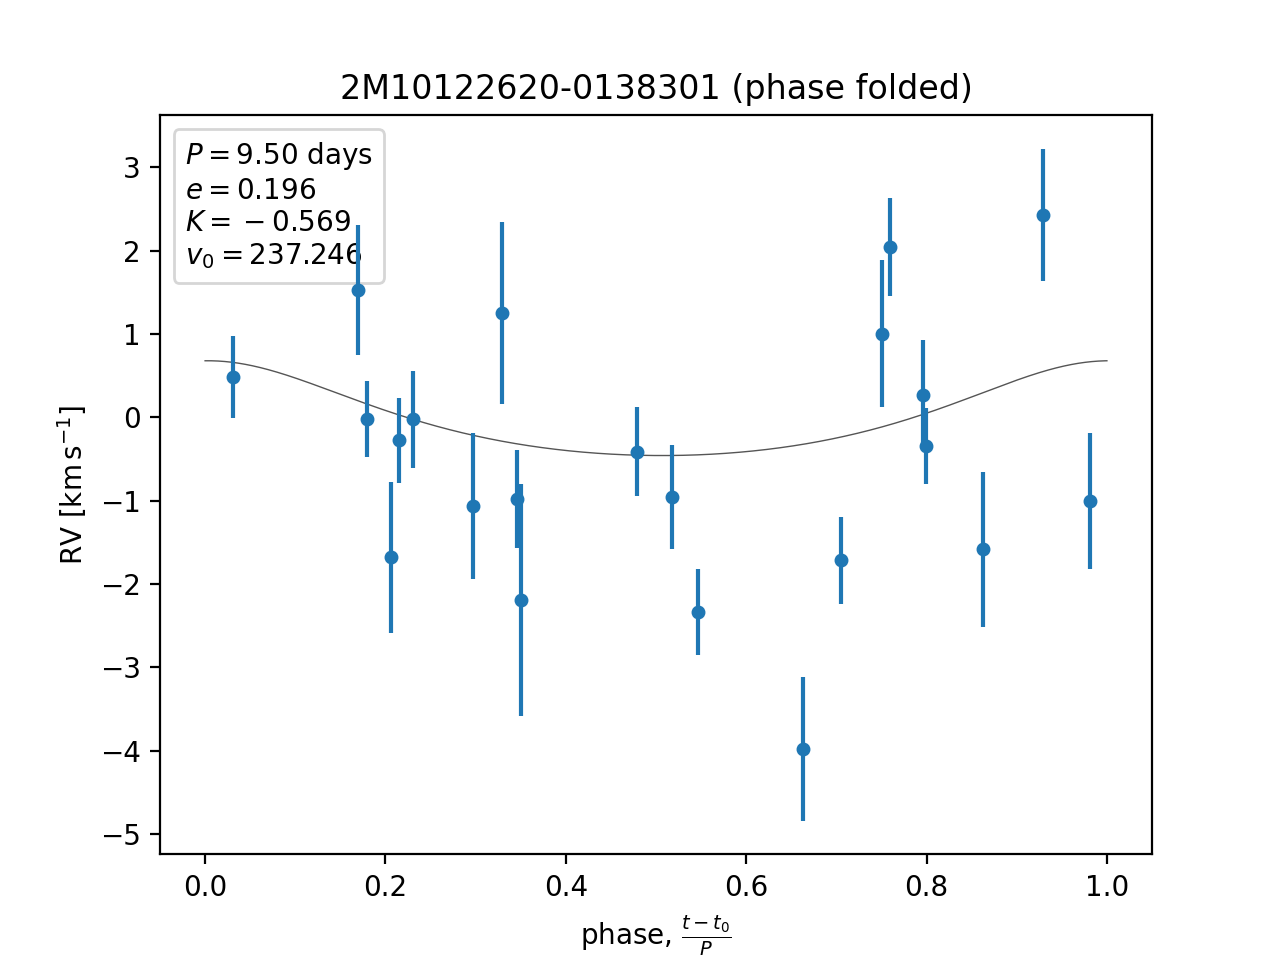 2M10122620-0138301 (phase folded)
P = 9.50 days
e = 0.196
K = −0.569
v₀ = 237.246
3
2
1
0
−1
−2
−3
−4
−5
RV [km s⁻¹]
0.0 0.2 0.4 0.6 0.8 1.0
phase, (t − t₀)/P